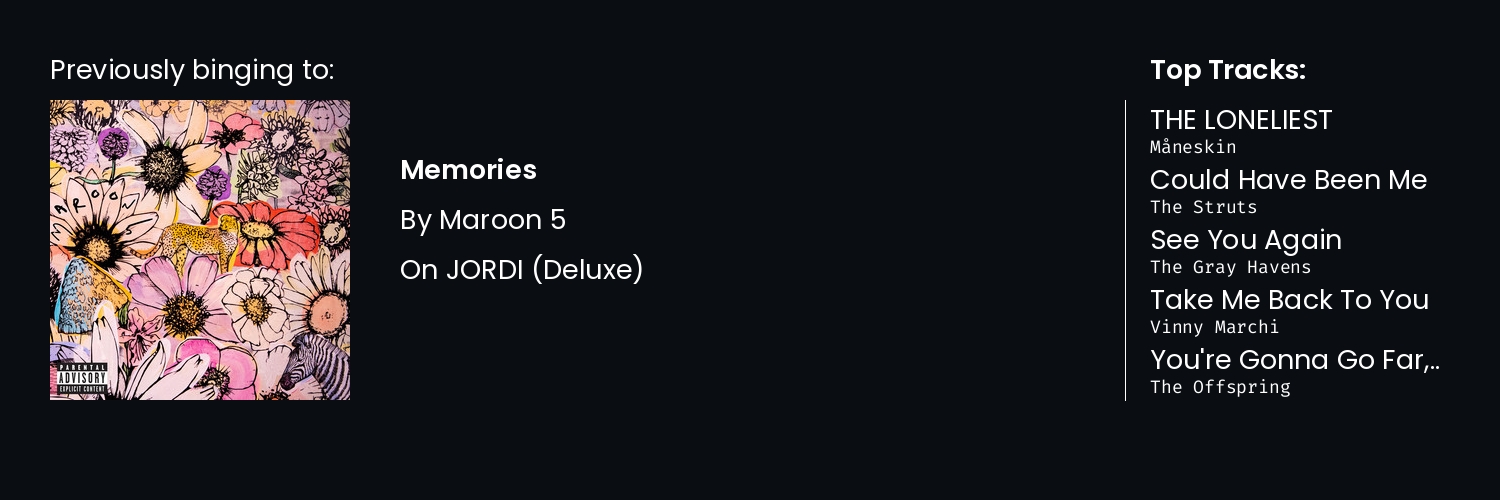 Previously binging to:
MAROON 5
PARENTAL
ADVISORY
EXPLICIT CONTENT
Memories
By Maroon 5
On JORDI (Deluxe)
Top Tracks:
THE LONELIEST
Måneskin
Could Have Been Me
The Struts
See You Again
The Gray Havens
Take Me Back To You
Vinny Marchi
You're Gonna Go Far,..
The Offspring